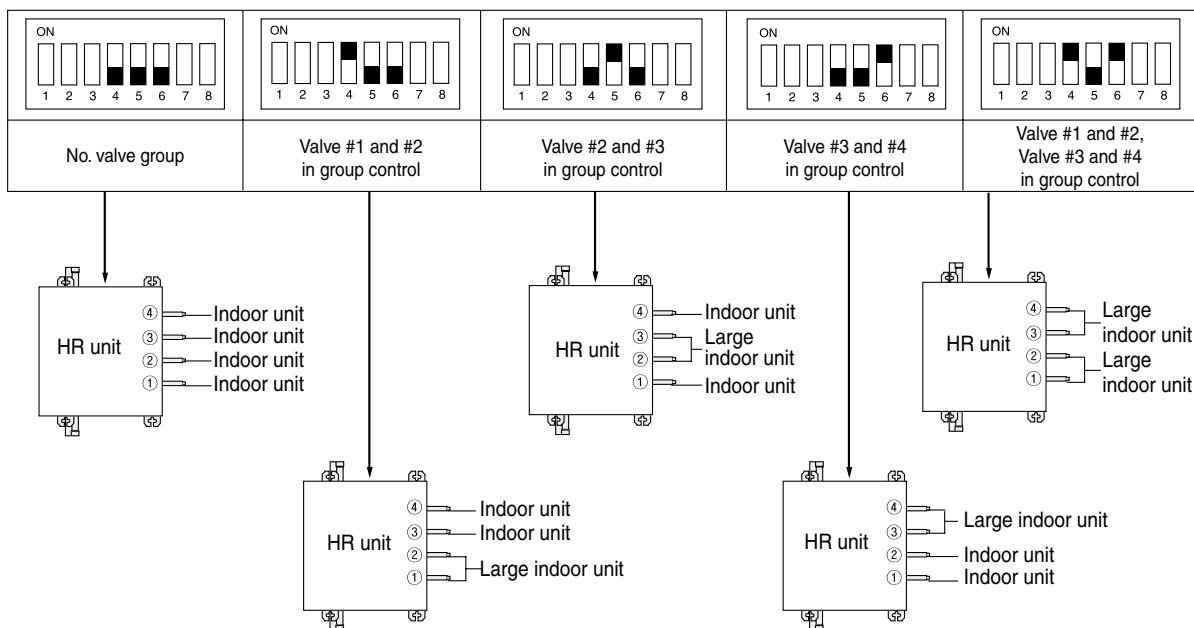 ON
1 2 3 4 5 6 7 8
No. valve group
ON
1 2 3 4 5 6 7 8
Valve #1 and #2
in group control
ON
1 2 3 4 5 6 7 8
Valve #2 and #3
in group control
ON
1 2 3 4 5 6 7 8
Valve #3 and #4
in group control
ON
1 2 3 4 5 6 7 8
Valve #1 and #2,
Valve #3 and #4
in group control
HR unit
④ Indoor unit
③ Indoor unit
② Indoor unit
① Indoor unit
HR unit
④ Indoor unit
③ Large
② indoor unit
① Indoor unit
HR unit
④ Large
③ indoor unit
② Large
① indoor unit
HR unit
④ Indoor unit
③ Indoor unit
②
① Large indoor unit
HR unit
④
③ Large indoor unit
② Indoor unit
① Indoor unit